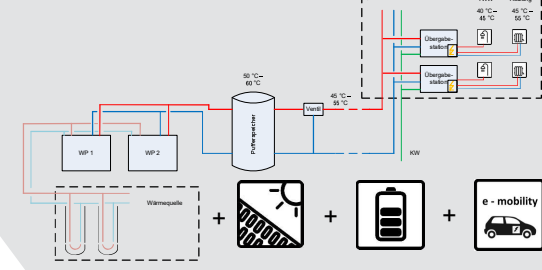 40 °C –
45 °C
45 °C –
55 °C
Übergabe-
station
Übergabe-
station
50 °C –
60 °C
45 °C –
55 °C
Ventil
Pufferspeicher
WP 1
WP 2
KW
Wärmequelle
+
+
+
e - mobility